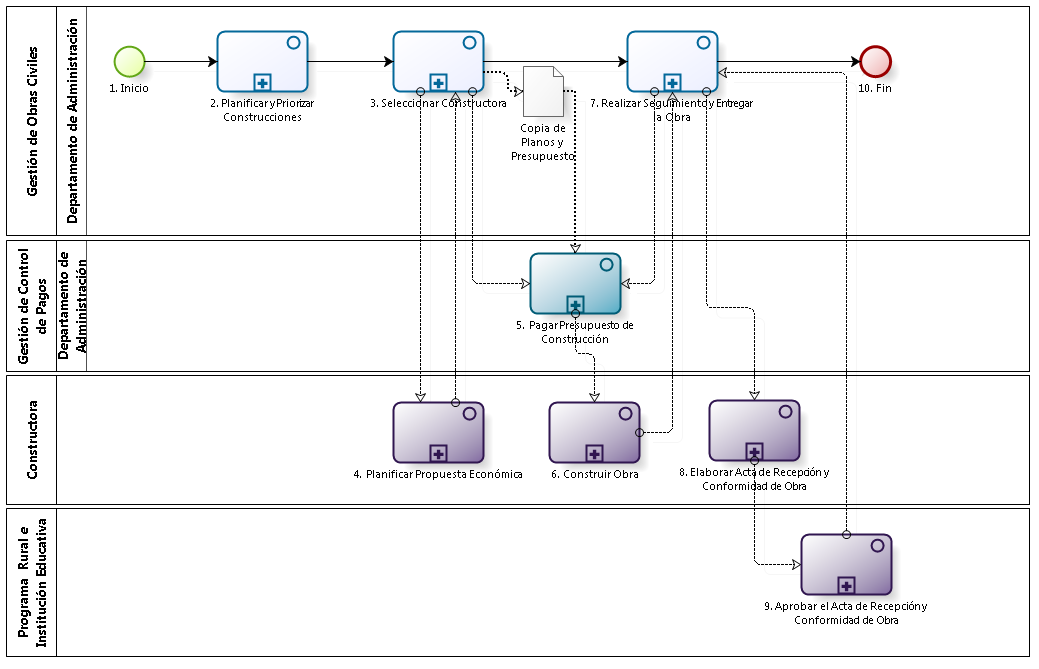 Gestión de Obras Civiles
Departamento de Administración
1. Inicio
2. Planificar y Priorizar
Construcciones
3. Seleccionar Constructora
Copia de
Planos y
Presupuesto
7. Realizar Seguimiento y Entregar
la Obra
10. Fin
Gestión de Control
de Pagos
Departamento de
Administración
5. Pagar Presupuesto de
Construcción
Constructora
4. Planificar Propuesta Económica
6. Construir Obra
8. Elaborar Acta de Recepción y
Conformidad de Obra
Programa Rural e
Institución Educativa
9. Aprobar el Acta de Recepción y
Conformidad de Obra